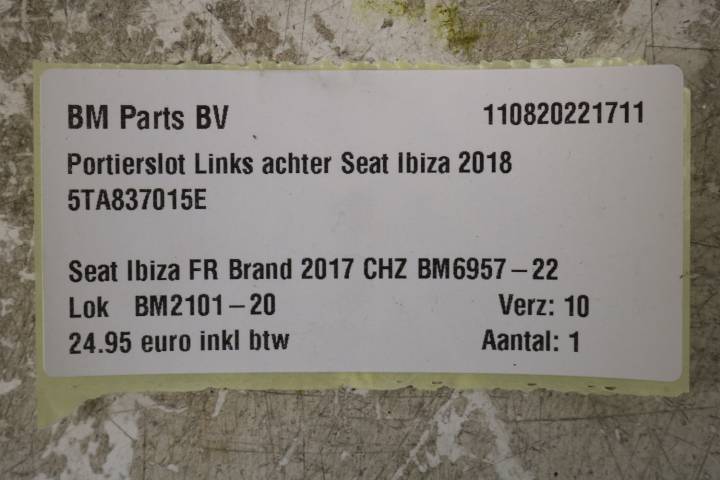 BM Parts BV 110820221711
Portierslot Links achter Seat Ibiza 2018
5TA837015E
Seat Ibiza FR Brand 2017 CHZ BM6957-22
Lok BM2101-20 Verz: 10
24.95 euro inkl btw Aantal: 1